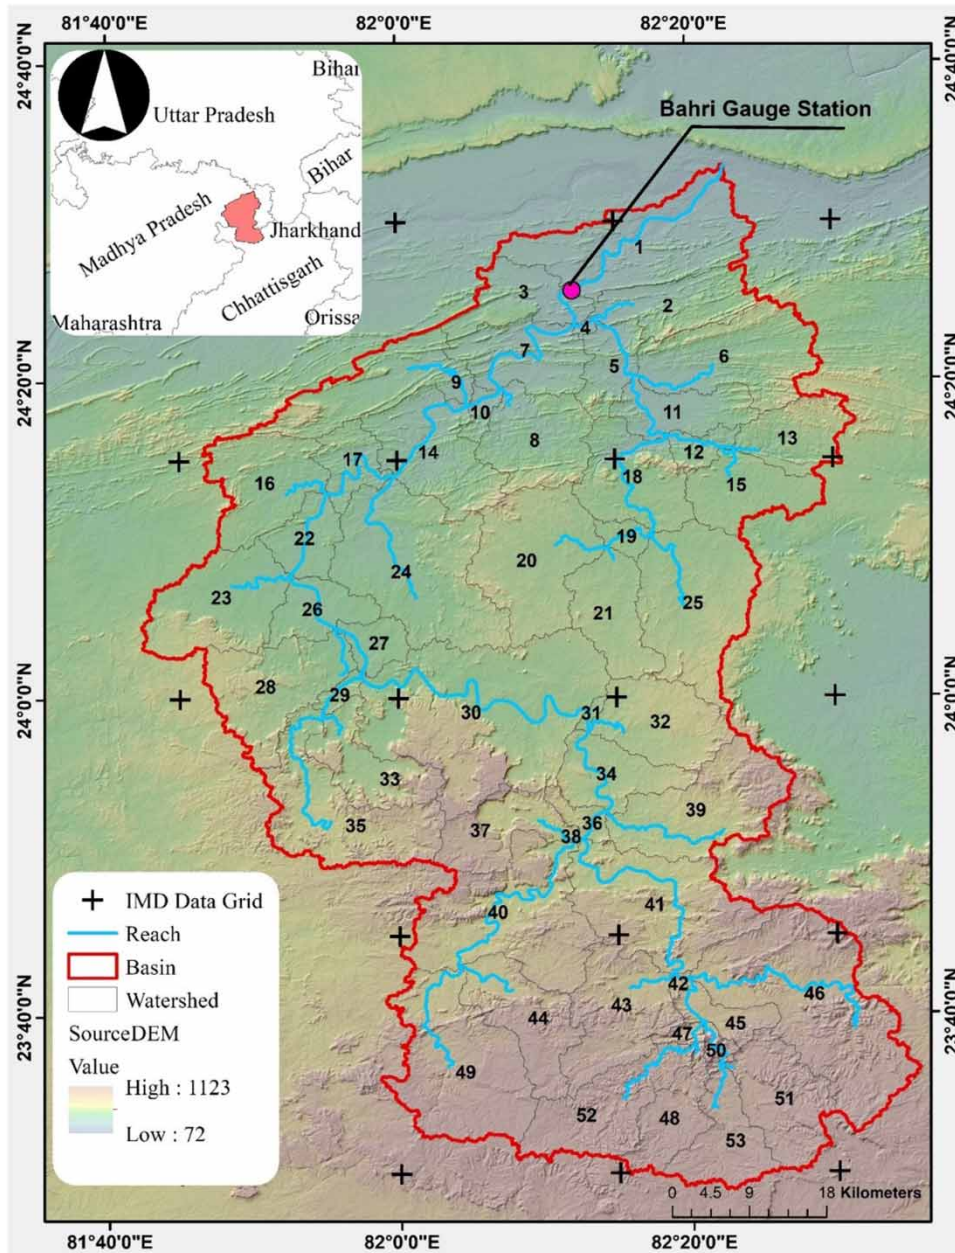 81°40'0"E 82°0'0"E 82°20'0"E
24°40'0"N
24°20'0"N
24°0'0"N
23°40'0"N
Bihar
Uttar Pradesh
Bihar
Madhya Pradesh
Jharkhand
Chhattisgarh
Maharashtra
Orissa
Bahri Gauge Station
1
3
2
4
7
5
6
9
10
11
8
13
14
12
17
16
18
15
22
19
20
24
23
26
21
25
27
28
29
30
31
32
33
34
35
37
36
38
39
40
41
42
43
46
44
45
47
50
49
51
52
48
53
IMD Data Grid
Reach
Basin
Watershed
SourceDEM
Value
High : 1123
Low : 72
0 4.5 9 18 Kilometers
24°40'0"N
24°20'0"N
24°0'0"N
23°40'0"N
81°40'0"E 82°0'0"E 82°20'0"E